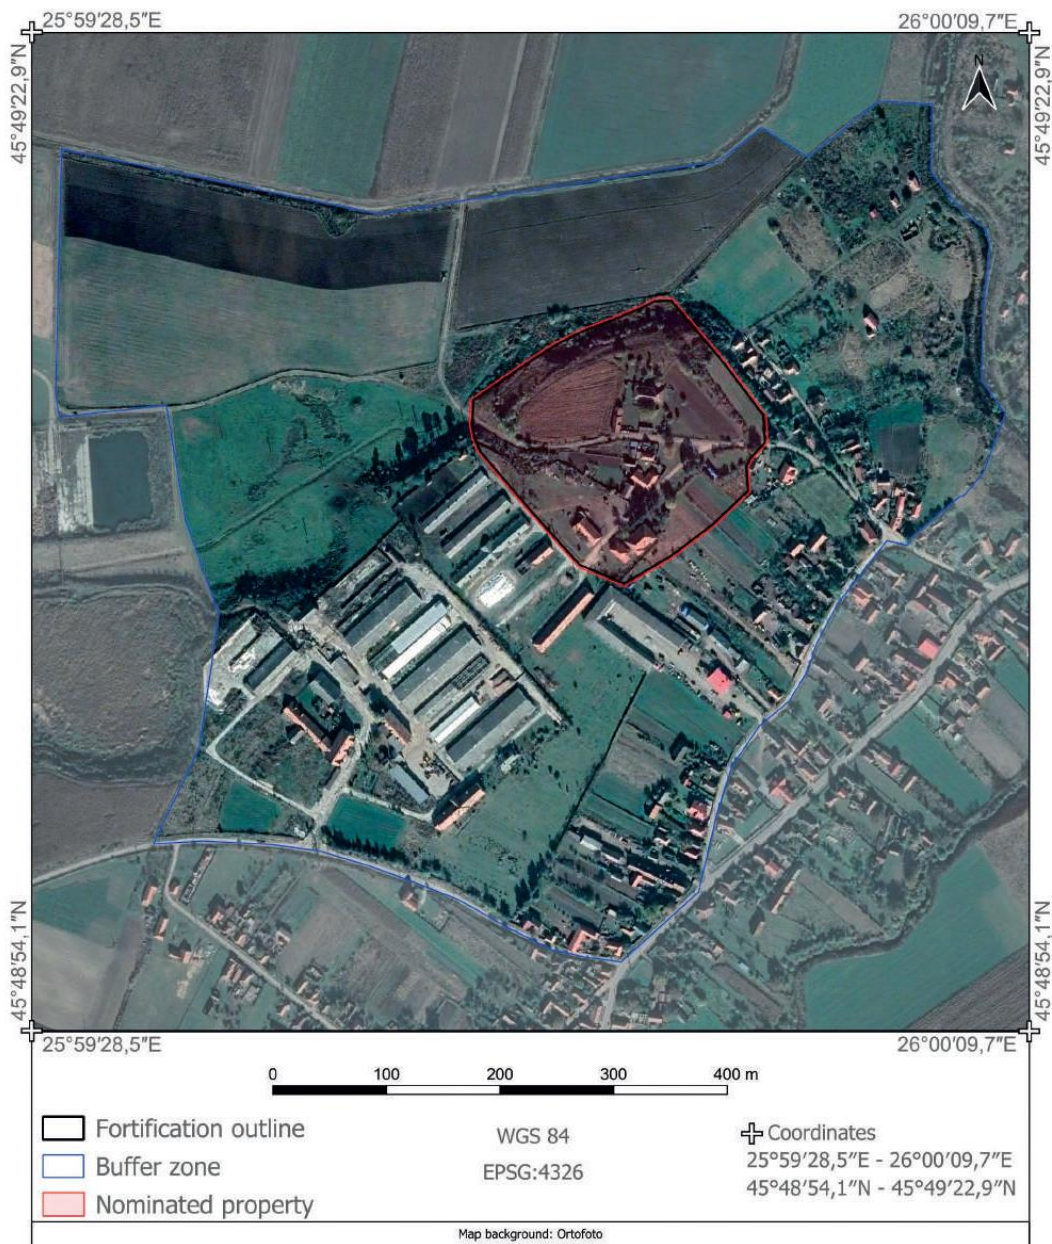 25°59′28,5″E
26°00′09,7″E
45°49′22,9″N
45°49′22,9″N
N
45°48′54,1″N
45°48′54,1″N
25°59′28,5″E
26°00′09,7″E
0 100 200 300 400 m
Fortification outline
Buffer zone
Nominated property
WGS 84
EPSG:4326
Coordinates
25°59′28,5″E - 26°00′09,7″E
45°48′54,1″N - 45°49′22,9″N
Map background: Ortofoto